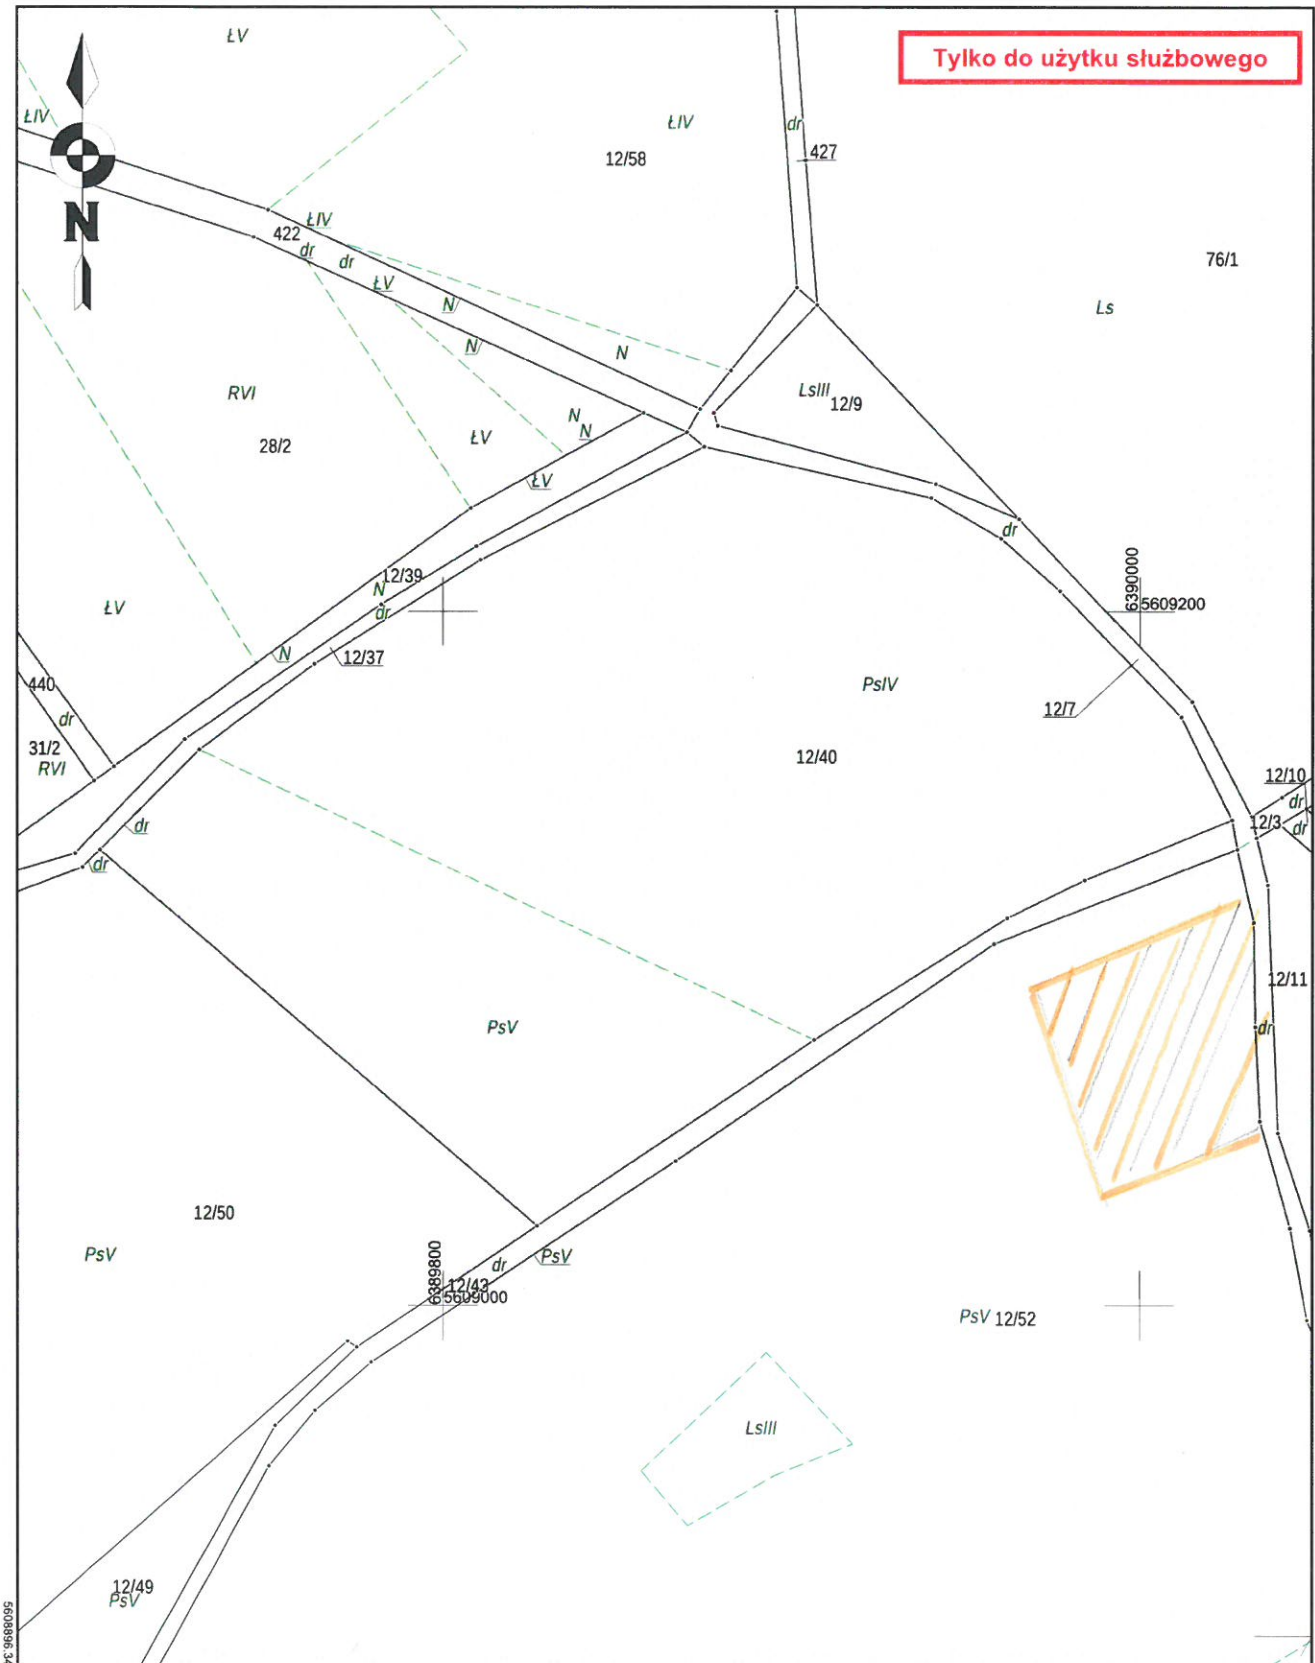 ŁV
Tylko do użytku służbowego
ŁIV
ŁIV
dr
427
12/58
N
ŁIV
422
dr
dr
ŁV
N
76/1
Ls
N
N
RVI
LsIII 12/9
N
N
28/2
ŁV
ŁV
dr
12/39
N
dr
6390000
5609200
ŁV
N
12/37
440
dr
PsIV
12/7
31/2
RVI
12/40
12/10
dr
12/3
dr
dr
dr
12/11
PsV
dr
12/50
PsV
6389800
dr
PsV
12/43
5609000
PsV 12/52
LsIII
12/49
PsV
5608896.34